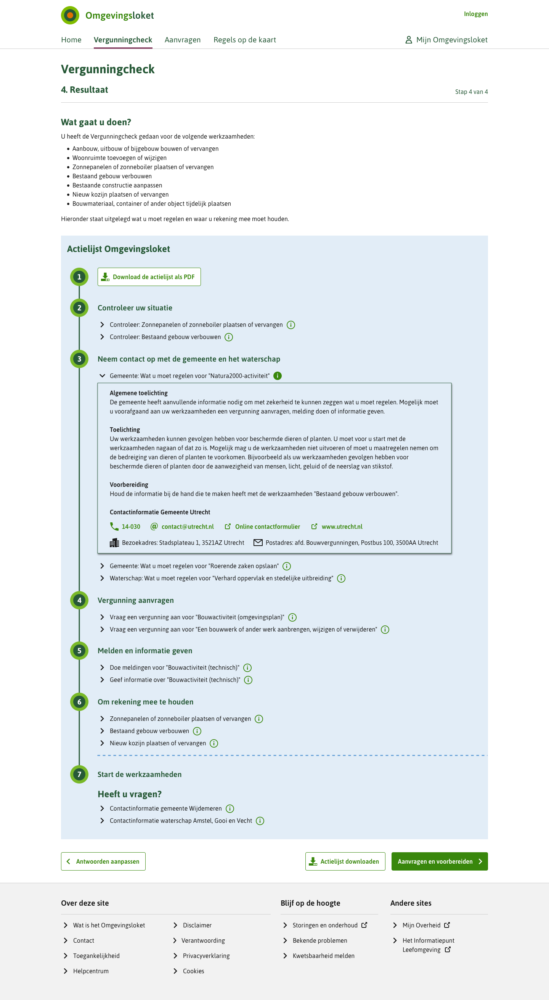 Omgevingsloket
Inloggen
Home
Vergunningcheck
Aanvragen
Regels op de kaart
Mijn Omgevingsloket
Vergunningcheck
4. Resultaat
Stap 4 van 4
Wat gaat u doen?
U heeft de Vergunningcheck gedaan voor de volgende werkzaamheden:
• Aanbouw, uitbouw of bijgebouw bouwen of vervangen
• Woonruimte toevoegen of wijzigen
• Zonnepanelen of zonneboiler plaatsen of vervangen
• Bestaand gebouw verbouwen
• Bestaande constructie aanpassen
• Nieuw kozijn plaatsen of vervangen
• Bouwmateriaal, container of ander object tijdelijk plaatsen
Hieronder staat uitgelegd wat u moet regelen en waar u rekening mee moet houden.
Actielijst Omgevingsloket
1
Download de actielijst als PDF
2
Controleer uw situatie
Controleer: Zonnepanelen of zonneboiler plaatsen of vervangen
Controleer: Bestaand gebouw verbouwen
3
Neem contact op met de gemeente en het waterschap
Gemeente: Wat u moet regelen voor "Natura2000-activiteit"
Algemene toelichting
De gemeente heeft aanvullende informatie nodig om met zekerheid te kunnen zeggen wat u moet regelen. Mogelijk moet
u voorafgaand aan uw werkzaamheden een vergunning aanvragen, melding doen of informatie geven.
Toelichting
Uw werkzaamheden kunnen gevolgen hebben voor beschermde dieren of planten. U moet voor u start met de
werkzaamheden nagaan of dat zo is. Mogelijk mag u de werkzaamheden niet uitvoeren of moet u maatregelen nemen om
de bedreiging van dieren of planten te voorkomen. Bijvoorbeeld als uw werkzaamheden gevolgen hebben voor
beschermde dieren of planten door de aanwezigheid van mensen, licht, geluid of de neerslag van stikstof.
Voorbereiding
Houd de informatie bij de hand die te maken heeft met de werkzaamheden "Bestaand gebouw verbouwen".
Contactinformatie Gemeente Utrecht
14-030
contact@utrecht.nl
Online contactformulier
www.utrecht.nl
Bezoekadres: Stadsplateau 1, 3521AZ Utrecht
Postadres: afd. Bouwvergunningen, Postbus 100, 3500AA Utrecht
Gemeente: Wat u moet regelen voor "Roerende zaken opslaan"
Waterschap: Wat u moet regelen voor "Verhard oppervlak en stedelijke uitbreiding"
4
Vergunning aanvragen
Vraag een vergunning aan voor "Bouwactiviteit (omgevingsplan)"
Vraag een vergunning aan voor "Een bouwwerk of ander werk aanbrengen, wijzigen of verwijderen"
5
Melden en informatie geven
Doe meldingen voor "Bouwactiviteit (technisch)"
Geef informatie over "Bouwactiviteit (technisch)"
6
Om rekening mee te houden
Zonnepanelen of zonneboiler plaatsen of vervangen
Bestaand gebouw verbouwen
Nieuw kozijn plaatsen of vervangen
7
Start de werkzaamheden
Heeft u vragen?
Contactinformatie gemeente Wijdemeren
Contactinformatie waterschap Amstel, Gooi en Vecht
Antwoorden aanpassen
Actielijst downloaden
Aanvragen en voorbereiden
Over deze site
Wat is het Omgevingsloket
Contact
Toegankelijkheid
Helpcentrum
Disclaimer
Verantwoording
Privacyverklaring
Cookies
Blijf op de hoogte
Storingen en onderhoud
Bekende problemen
Kwetsbaarheid melden
Andere sites
Mijn Overheid
Het Informatiepunt
Leefomgeving